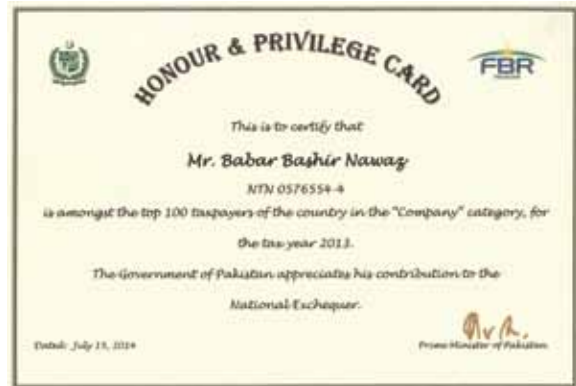 HONOUR & PRIVILEGE CARD
FBR
This is to certify that
Mr. Babar Bashir Nawaz
NTN 0576554-4
is amongst the top 100 taxpayers of the country in the "Company" category, for
the tax year 2013.
The Government of Pakistan appreciates his contribution to the
National Exchequer.
Dated: July 15, 2014
Prime Minister of Pakistan